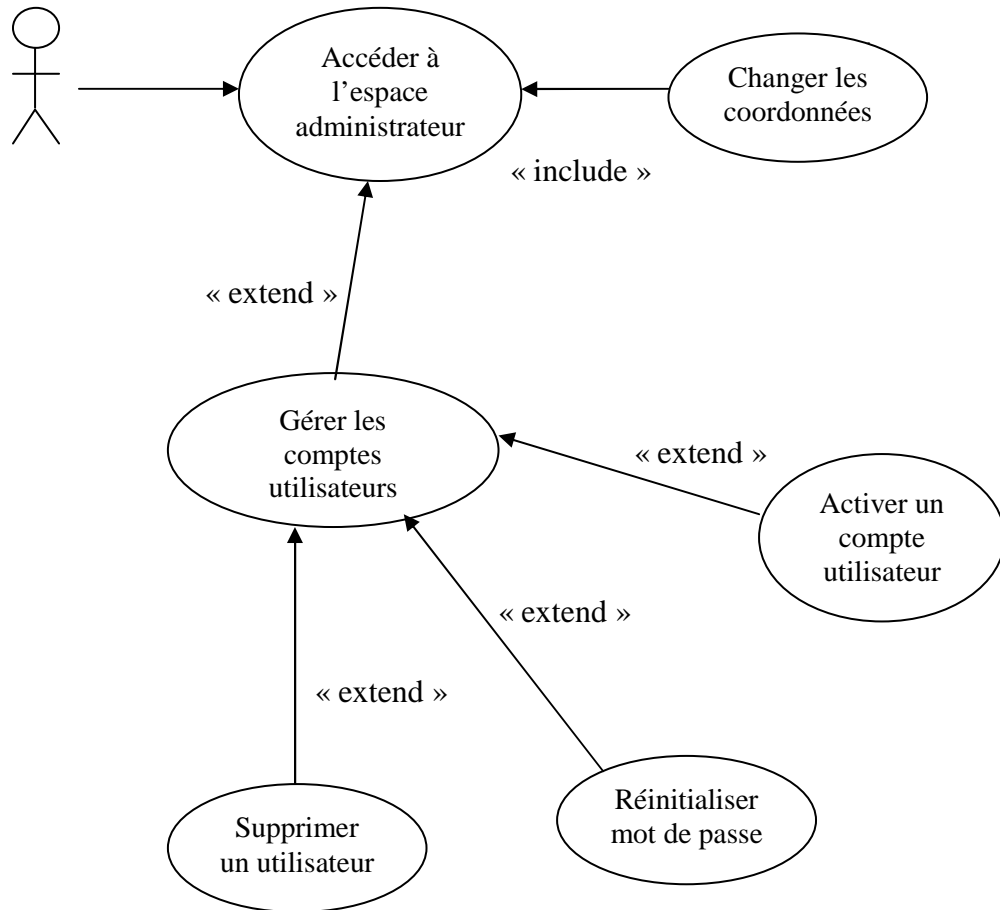 Accéder à
l’espace
administrateur
Changer les
coordonnées
« include »
« extend »
Gérer les
comptes
utilisateurs
« extend »
Activer un
compte
utilisateur
« extend »
« extend »
Supprimer
un utilisateur
Réinitialiser
mot de passe